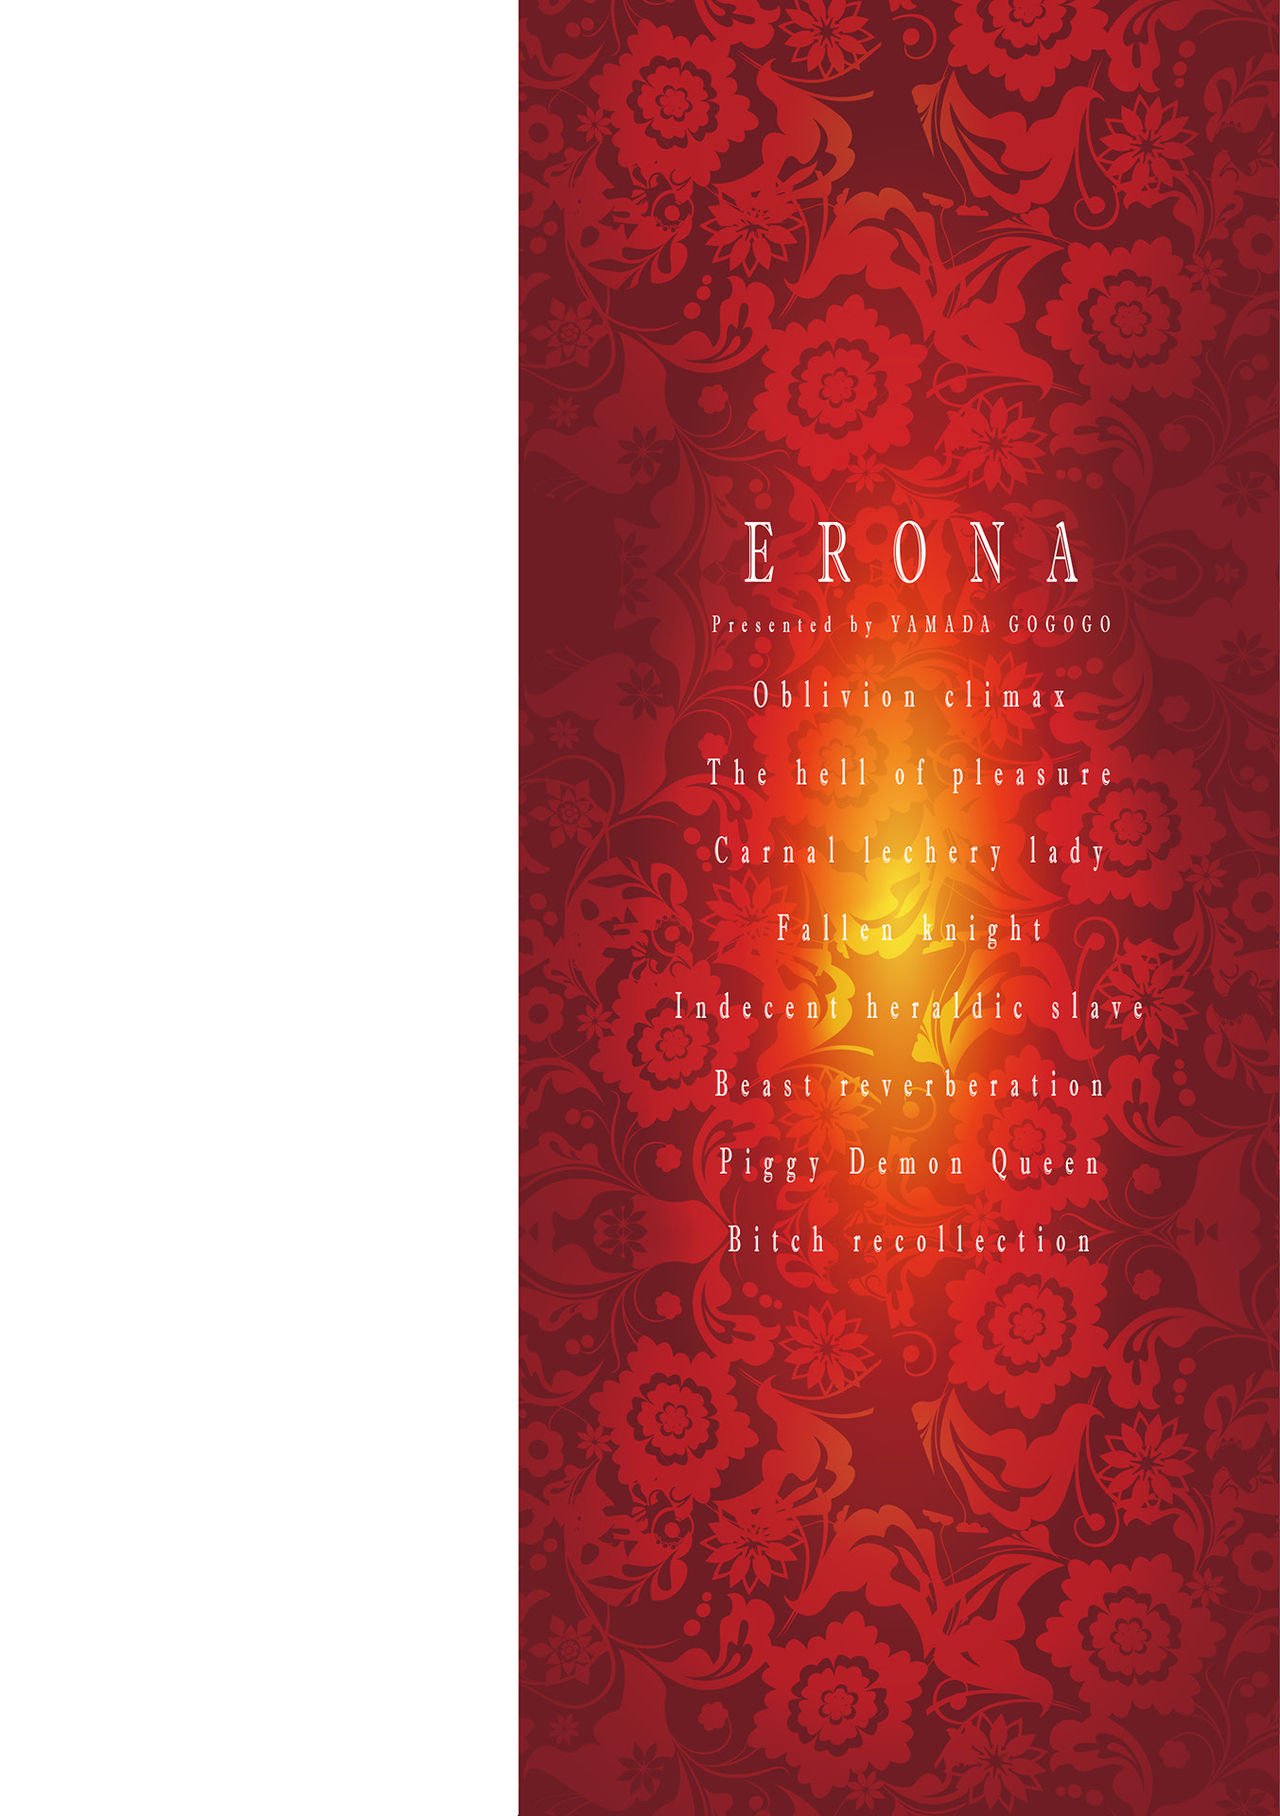 ERONA
Presented by YAMADA GOGOGO
Oblivion climax
The hell of pleasure
Carnal lechery lady
Fallen knight
Indecent heraldic slave
Beast reverberation
Piggy Demon Queen
Bitch recollection